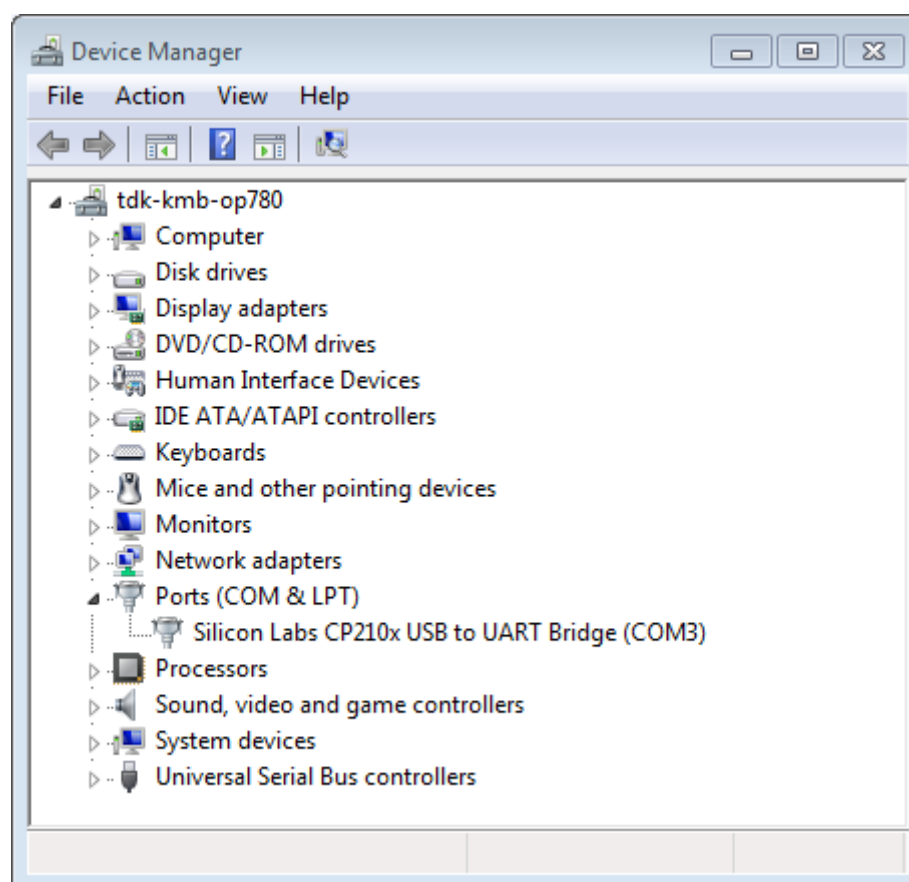 Device Manager
File Action View Help
tdk-kmb-op780
Computer
Disk drives
Display adapters
DVD/CD-ROM drives
Human Interface Devices
IDE ATA/ATAPI controllers
Keyboards
Mice and other pointing devices
Monitors
Network adapters
Ports (COM & LPT)
Silicon Labs CP210x USB to UART Bridge (COM3)
Processors
Sound, video and game controllers
System devices
Universal Serial Bus controllers